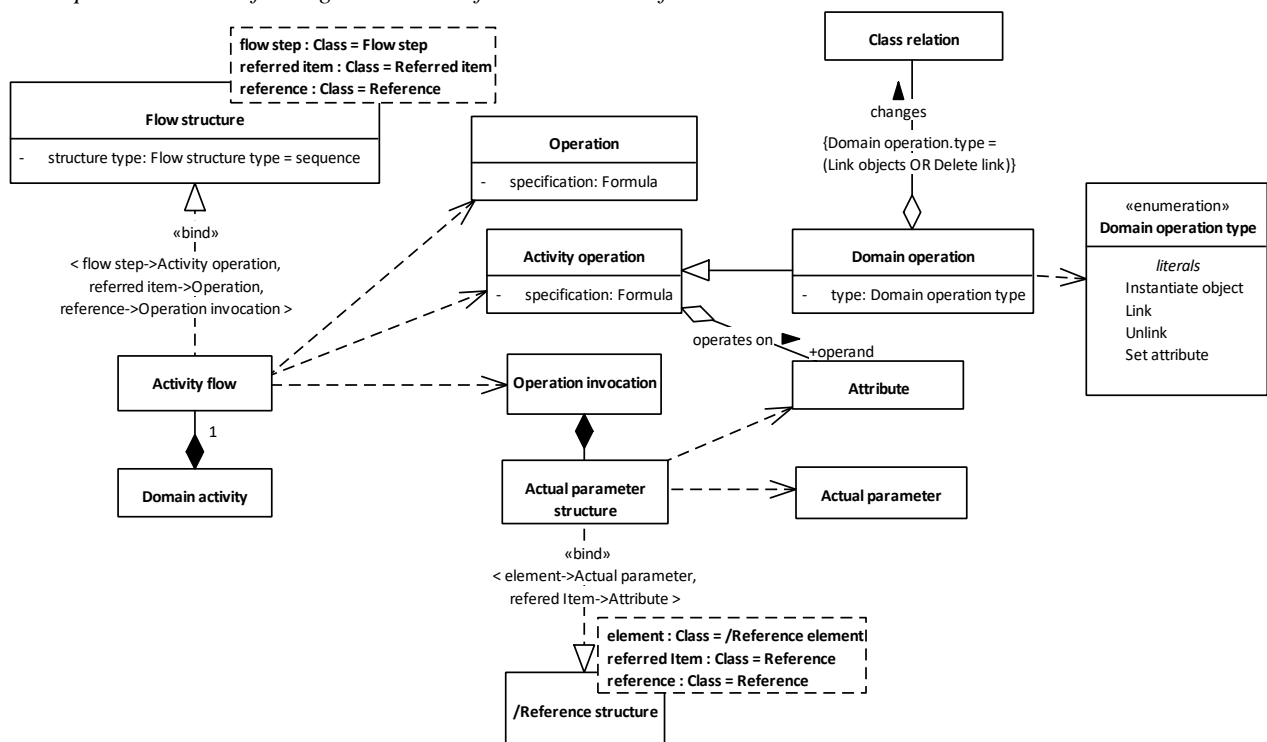 flow step : Class = Flow step
referred item : Class = Referred item
reference : Class = Reference
Flow structure
- structure type: Flow structure type = sequence
«bind»
< flow step->Activity operation,
referred item->Operation,
reference->Operation invocation >
Activity flow
1
Domain activity
Operation
- specification: Formula
Activity operation
- specification: Formula
operates on
+operand
Class relation
changes
{Domain operation.type =
(Link objects OR Delete link)}
Domain operation
- type: Domain operation type
«enumeration»
Domain operation type
literals
Instantiate object
Link
Unlink
Set attribute
Operation invocation
Attribute
Actual parameter
structure
Actual parameter
«bind»
< element->Actual parameter,
refered Item->Attribute >
element : Class = /Reference element
referred Item : Class = Reference
reference : Class = Reference
/Reference structure